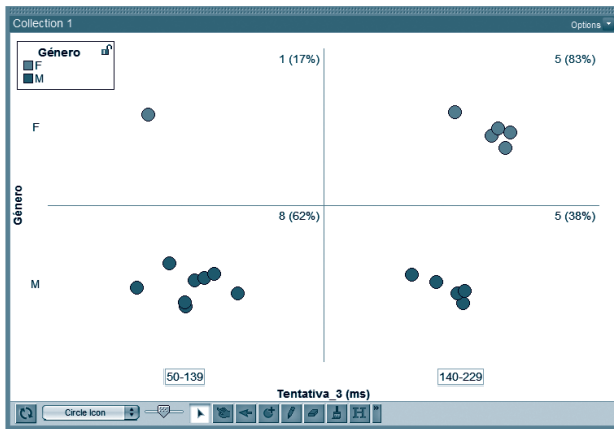 Collection 1
Options
Género
F
M
1 (17%)
5 (83%)
F
Género
8 (62%)
5 (38%)
M
50-139
140-229
Tentativa_3 (ms)
Circle Icon